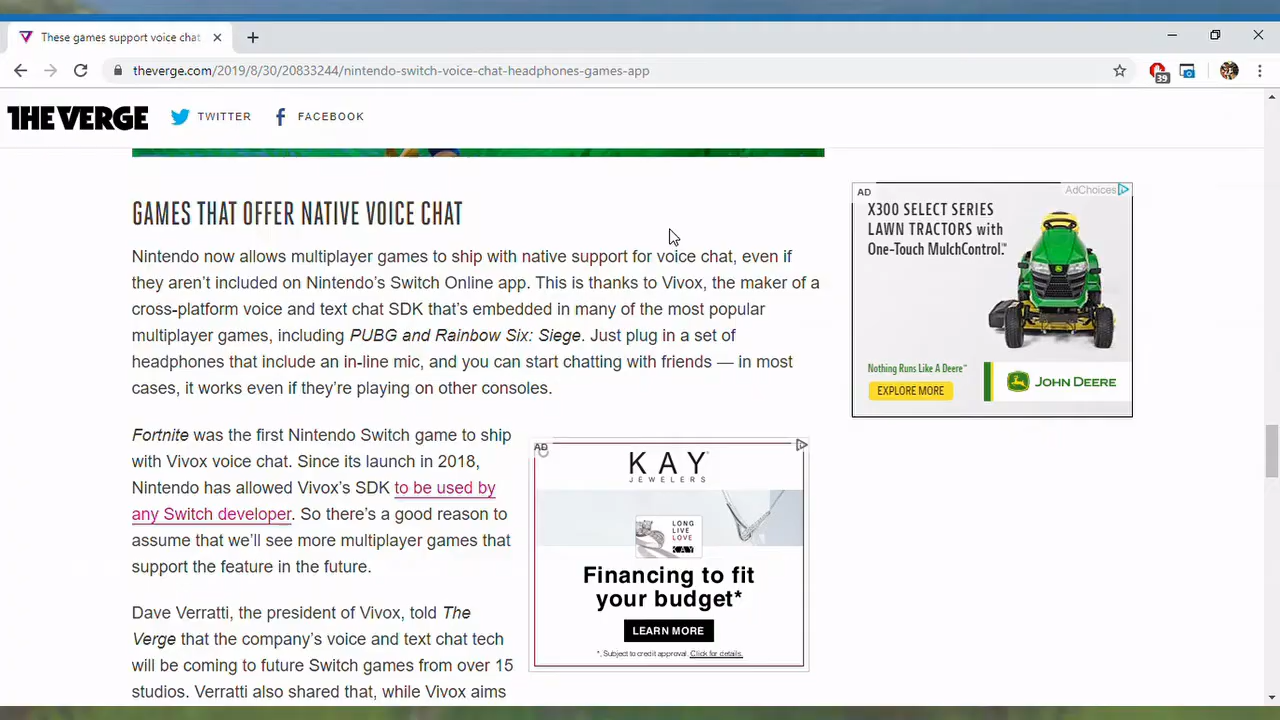 These games support voice chat
theverge.com/2019/8/30/20833244/nintendo-switch-voice-chat-headphones-games-app
39
THE VERGE
TWITTER
FACEBOOK
GAMES THAT OFFER NATIVE VOICE CHAT
Nintendo now allows multiplayer games to ship with native support for voice chat, even if
they aren't included on Nintendo's Switch Online app. This is thanks to Vivox, the maker of a
cross-platform voice and text chat SDK that's embedded in many of the most popular
multiplayer games, including PUBG and Rainbow Six: Siege. Just plug in a set of
headphones that include an in-line mic, and you can start chatting with friends — in most
cases, it works even if they're playing on other consoles.
Fortnite was the first Nintendo Switch game to ship
with Vivox voice chat. Since its launch in 2018,
Nintendo has allowed Vivox's SDK to be used by
any Switch developer. So there's a good reason to
assume that we'll see more multiplayer games that
support the feature in the future.
Dave Verratti, the president of Vivox, told The
Verge that the company's voice and text chat tech
will be coming to future Switch games from over 15
studios. Verratti also shared that, while Vivox aims
AD
AdChoices
X300 SELECT SERIES
LAWN TRACTORS with
One-Touch MulchControl.™
Nothing Runs Like A Deere™
EXPLORE MORE
JOHN DEERE
AD
KAY
JEWELERS
LONG
LIVE
LOVE
KAY
Financing to fit
your budget*
LEARN MORE
*, Subject to credit approval. Click for details.